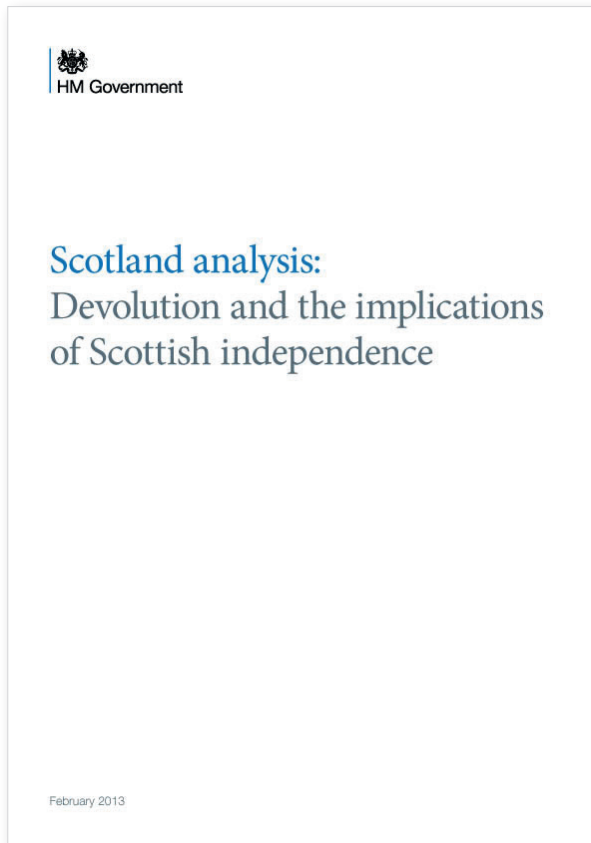 HM Government
Scotland analysis:
Devolution and the implications
of Scottish independence
February 2013